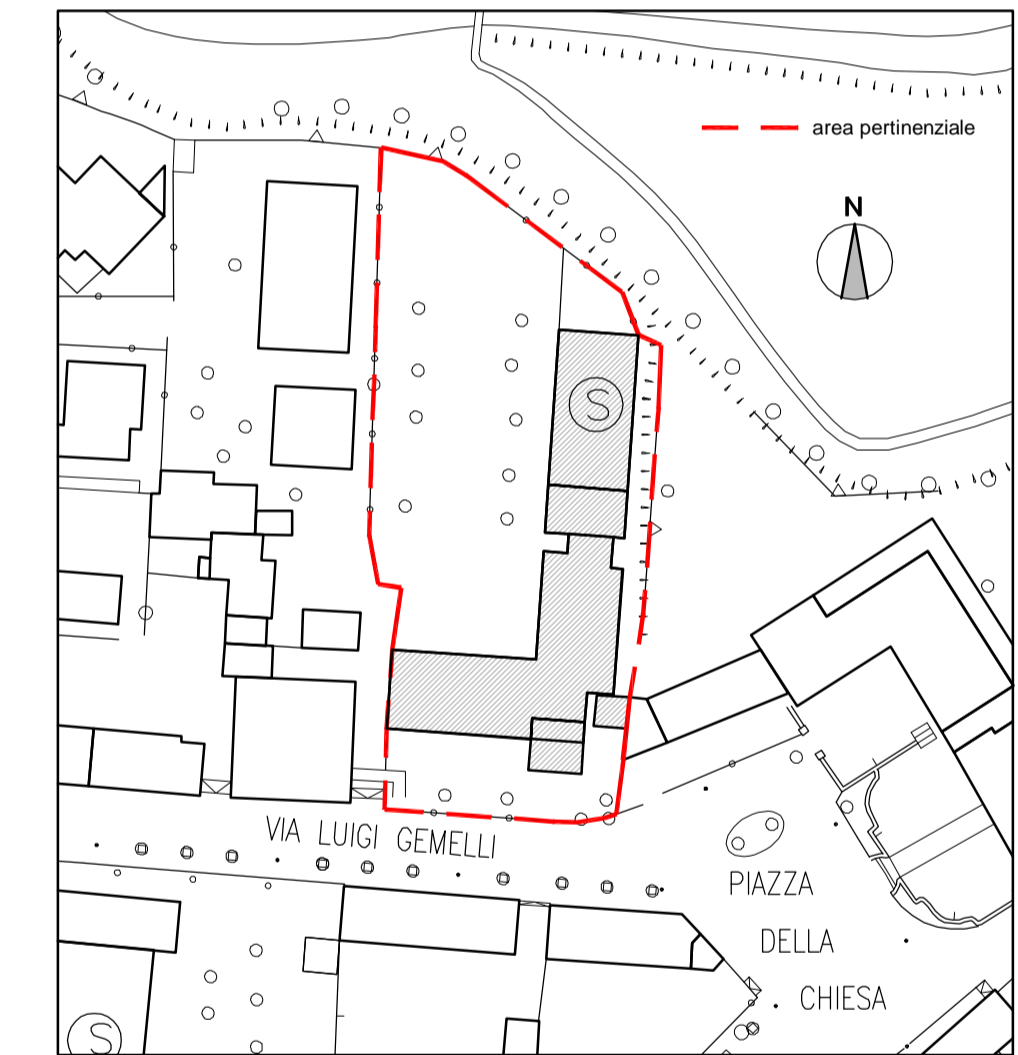 area pertinenziale
N
S
VIA LUIGI GEMELLI
PIAZZA
DELLA
CHIESA
S